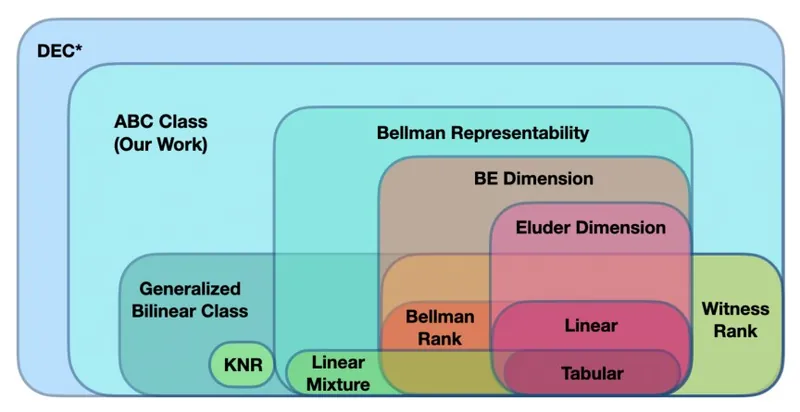 DEC*
ABC Class
(Our Work)
Bellman Representability
BE Dimension
Eluder Dimension
Generalized
Bilinear Class
Bellman
Rank
Linear
Witness
Rank
KNR
Linear
Mixture
Tabular